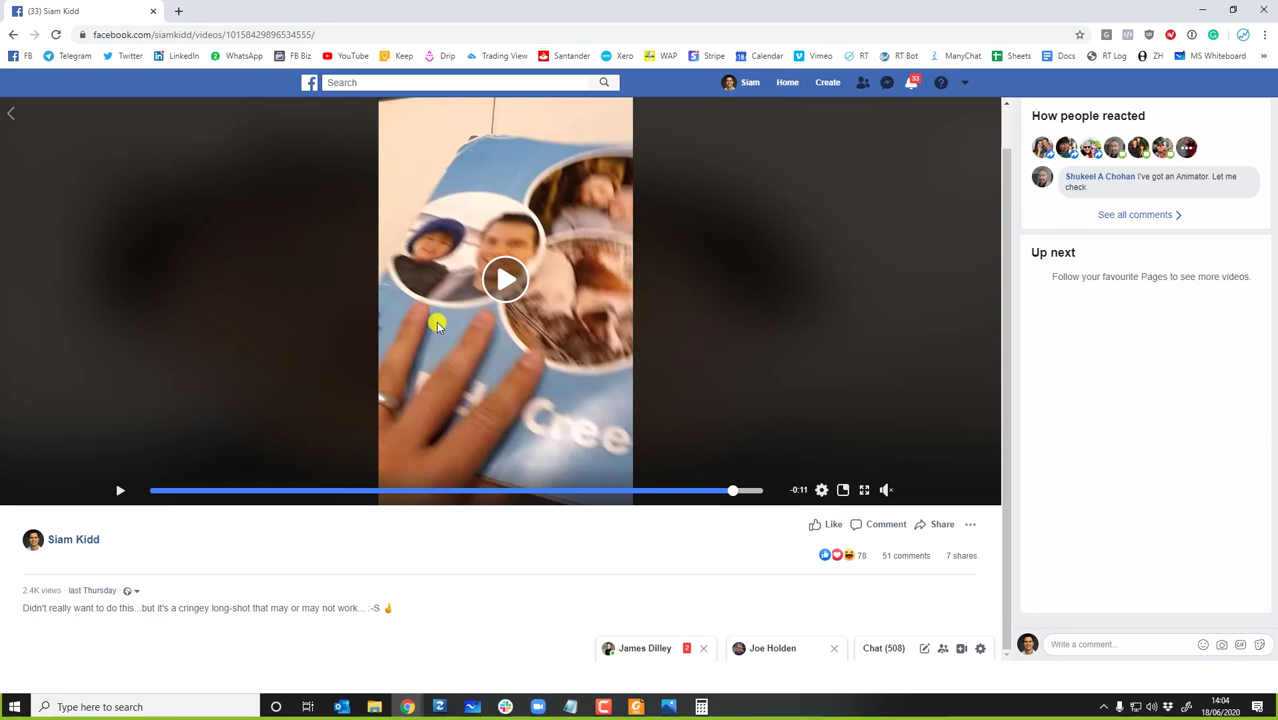 (33) Siam Kidd
facebook.com/siamkidd/videos/10158429896534555/
FB Telegram Twitter LinkedIn WhatsApp FB Biz YouTube Keep Drip Trading View Santander Xero WAP Stripe Calendar Vimeo RT RT Bot ManyChat Sheets Docs RT Log ZH MS Whiteboard »
Search Siam Home Create 33
How people reacted
Shukeel A Chohan I've got an Animator. Let me
check
See all comments
Up next
Follow your favourite Pages to see more videos.
Cree
-0:11
Like Comment Share
Siam Kidd
78 51 comments 7 shares
2.4K views · last Thursday
Didn't really want to do this...but it's a cringey long-shot that may or may not work... :-S 🤞
James Dilley 2 Joe Holden Chat (508)
Write a comment...
GIF
Type here to search
14:04
18/06/2020